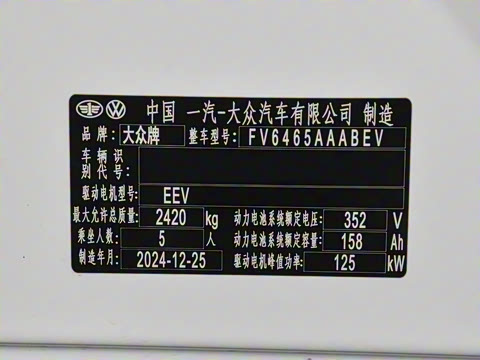 中国 一汽-大众汽车有限公司 制造
品牌: 大众牌 整车型号: FV6465AAABEV
车辆识
别代号:
驱动电机型号: EEV
最大允许总质量: 2420 kg 动力电池系统额定电压: 352 V
乘坐人数: 5 人 动力电池系统额定容量: 158 Ah
制造年月: 2024-12-25 驱动电机峰值功率: 125 kW